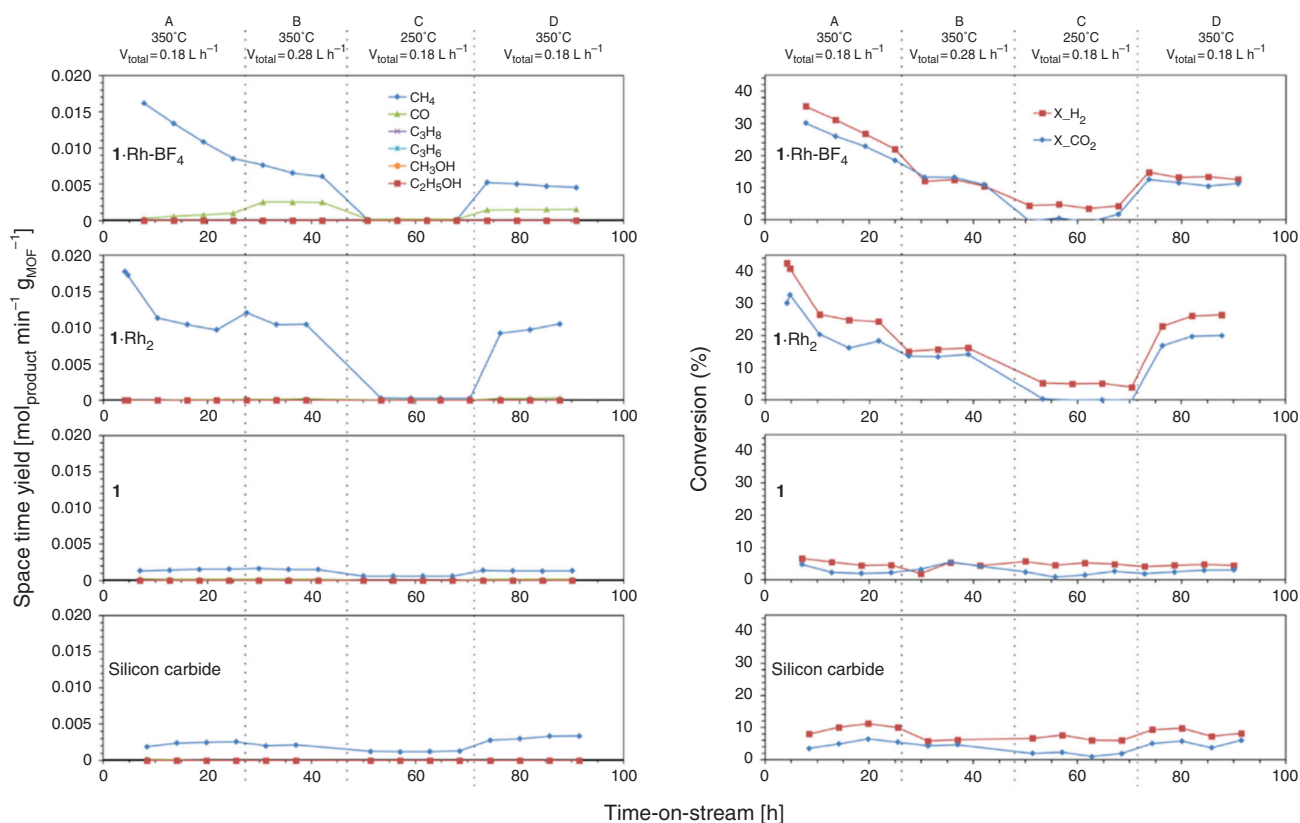 A B C D
350°C 350°C 250°C 350°C
V_total = 0.18 L h⁻¹ V_total = 0.28 L h⁻¹ V_total = 0.18 L h⁻¹ V_total = 0.18 L h⁻¹
Space time yield [mol_product min⁻¹ g_MOF⁻¹]
0.020
0.015
0.010
0.005
0
CH₄
CO
C₃H₈
C₃H₆
CH₃OH
C₂H₅OH
1·Rh-BF₄
0 20 40 60 80 100
0.020
0.015
0.010
0.005
0
1·Rh₂
0 20 40 60 80 100
0.020
0.015
0.010
0.005
0
1
0 20 40 60 80 100
0.020
0.015
0.010
0.005
0
Silicon carbide
0 20 40 60 80 100
A B C D
350°C 350°C 250°C 350°C
V_total = 0.18 L h⁻¹ V_total = 0.28 L h⁻¹ V_total = 0.18 L h⁻¹ V_total = 0.18 L h⁻¹
Conversion (%)
40
30
20
10
0
X_H₂
X_CO₂
1·Rh-BF₄
0 20 40 60 80 100
40
30
20
10
0
1·Rh₂
0 20 40 60 80 100
40
30
20
10
0
1
0 20 40 60 80 100
40
30
20
10
0
Silicon carbide
0 20 40 60 80 100
Time-on-stream [h]